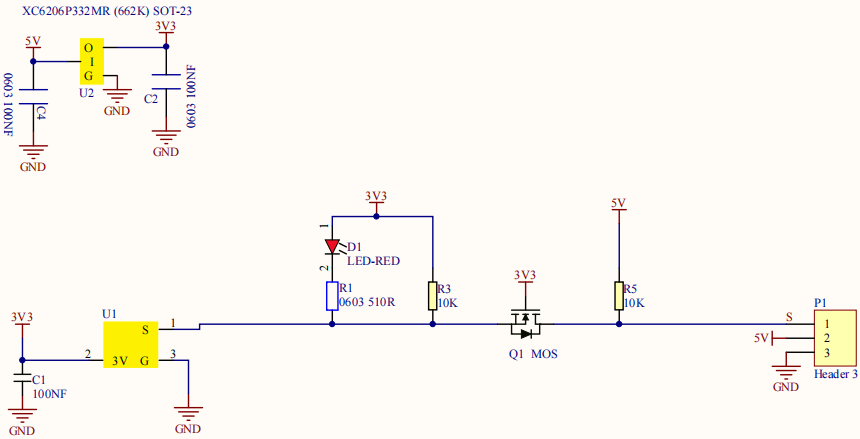 XC6206P332MR (662K) SOT-23
5V
3V3
O
I
G
U2
C4
0603 100NF
C2
0603 100NF
GND
GND
GND
3V3
5V
1
D1
LED-RED
2
R1
0603 510R
R3
10K
3V3
R5
10K
Q1 MOS
U1
3V3
S
1
2
3V
G
3
C1
100NF
GND
GND
P1
S
1
5V
2
3
GND
Header 3